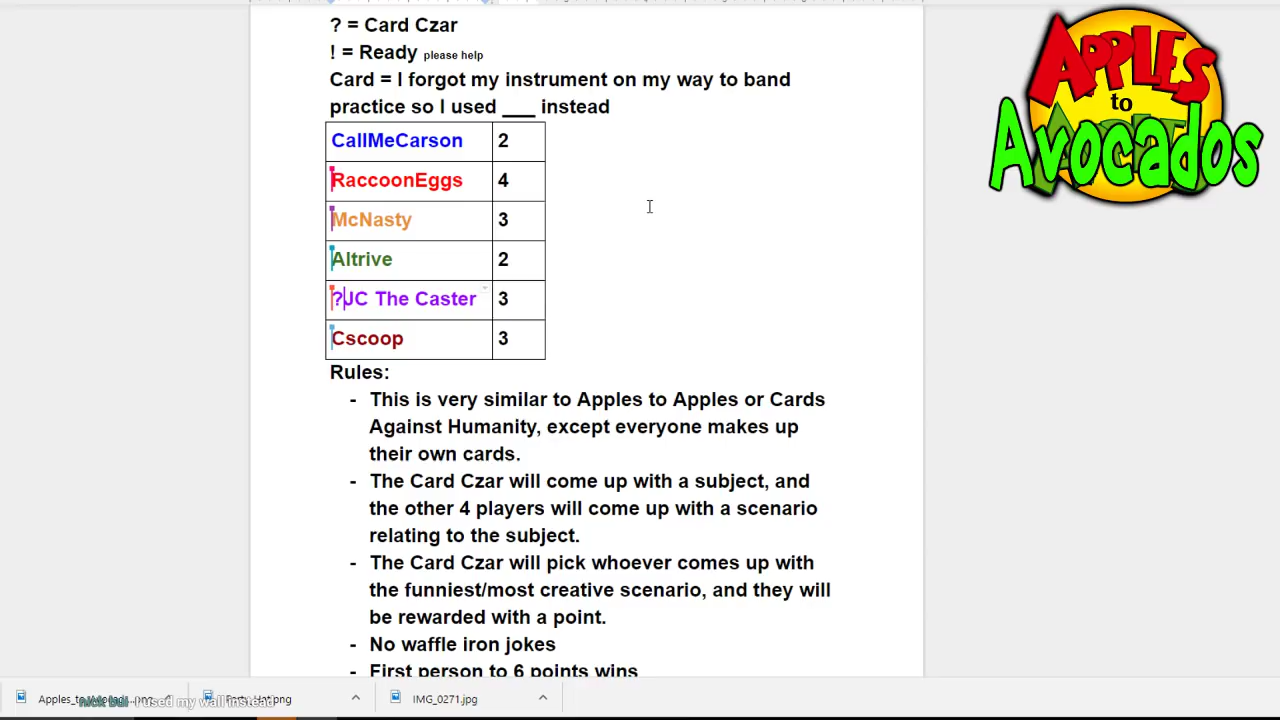 ? = Card Czar
! = Ready please help
Card = I forgot my instrument on my way to band
practice so I used ___ instead
CallMeCarson 2
RaccoonEggs 4
McNasty 3
Altrive 2
?JC The Caster 3
Cscoop 3
Rules:
- This is very similar to Apples to Apples or Cards
Against Humanity, except everyone makes up
their own cards.
- The Card Czar will come up with a subject, and
the other 4 players will come up with a scenario
relating to the subject.
- The Card Czar will pick whoever comes up with
the funniest/most creative scenario, and they will
be rewarded with a point.
- No waffle iron jokes
- First person to 6 points wins
APPLES
to
Avocados
IMG_0271.jpg
I used my wall instead